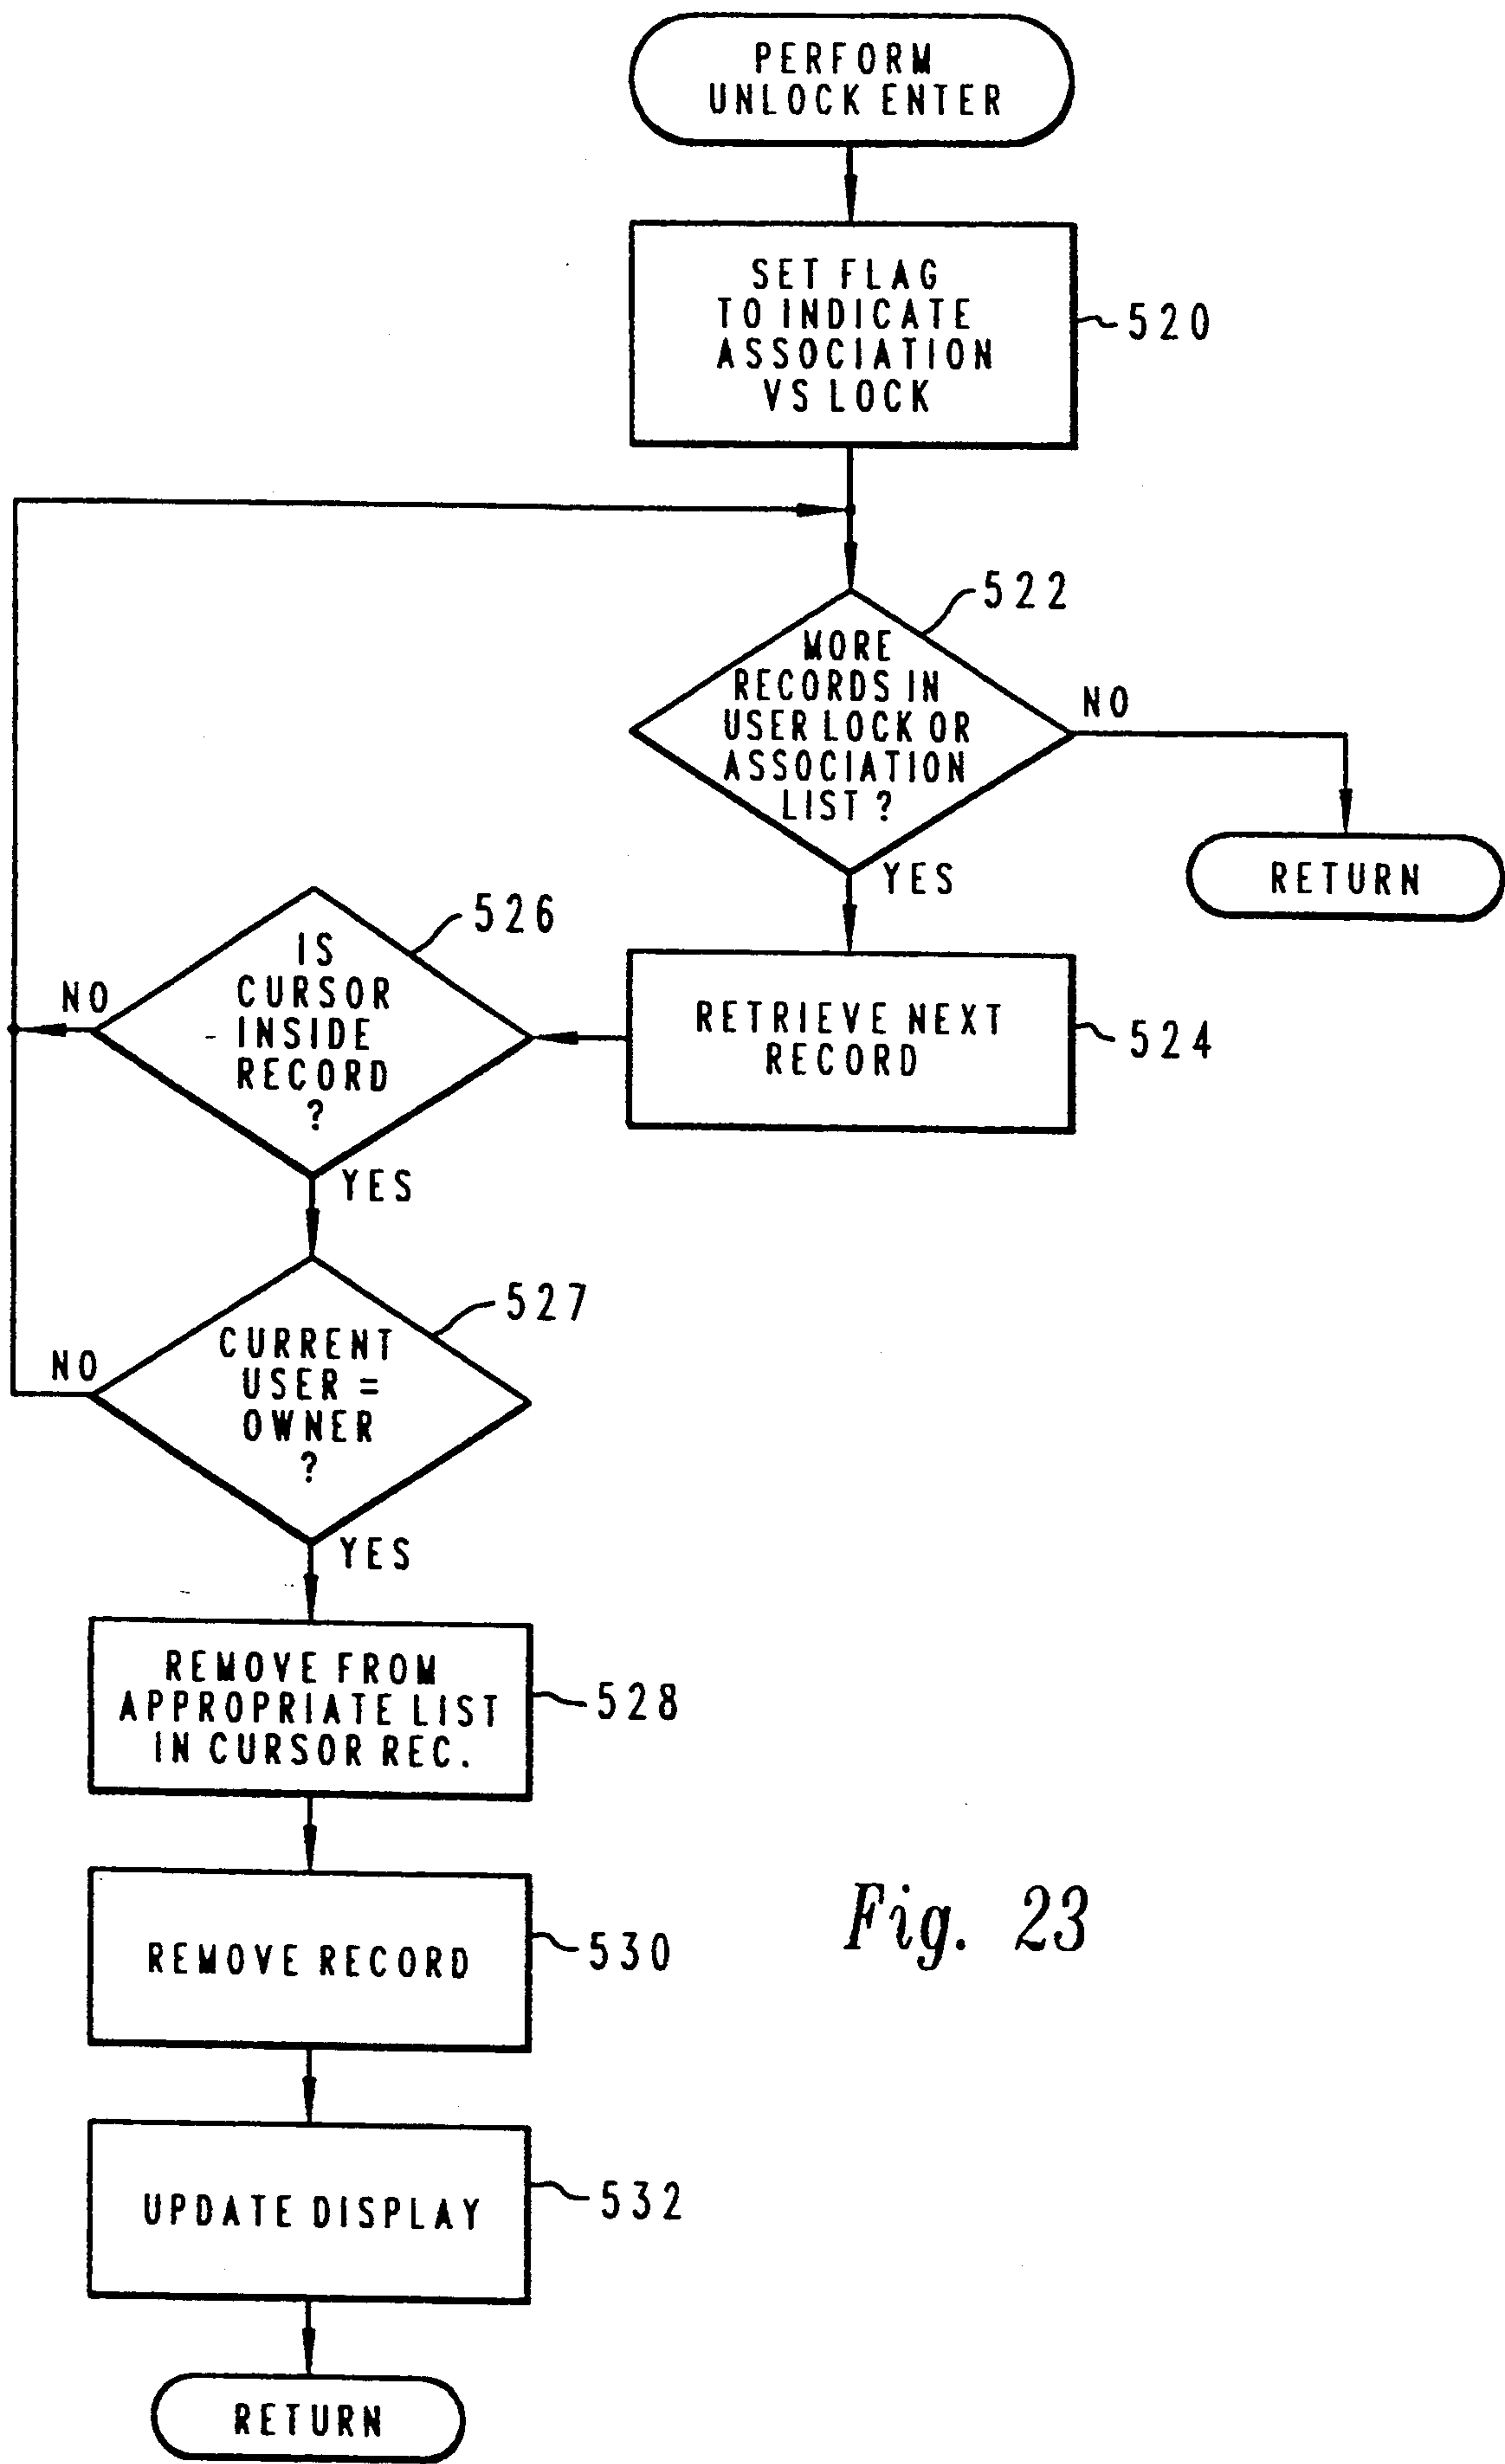 PERFORM
UNLOCK ENTER
SET FLAG
TO INDICATE
ASSOCIATION
VS LOCK
520
522
MORE
RECORDS IN
USER LOCK OR
ASSOCIATION
LIST ?
NO
YES
RETURN
526
IS
CURSOR
INSIDE
RECORD
?
NO
YES
RETRIEVE NEXT
RECORD
524
527
CURRENT
USER =
OWNER
?
NO
YES
REMOVE FROM
APPROPRIATE LIST
IN CURSOR REC.
528
REMOVE RECORD
530
Fig. 23
UPDATE DISPLAY
532
RETURN